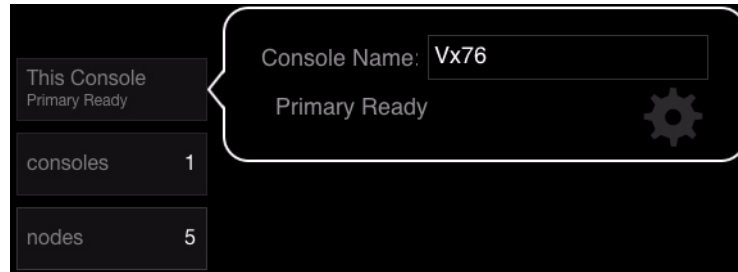 This Console
Primary Ready
consoles 1
nodes 5
Console Name: Vx76
Primary Ready